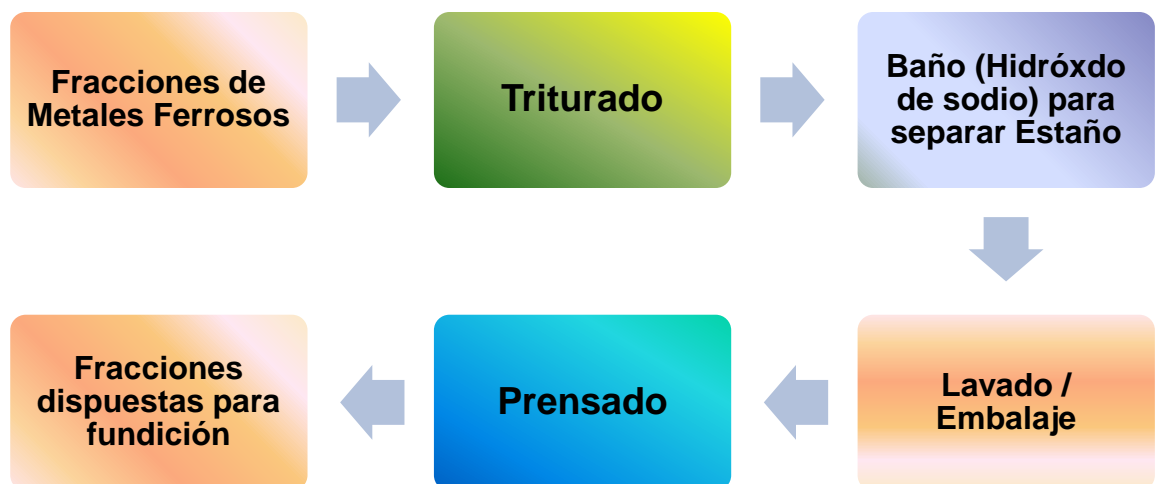 Fracciones de
Metales Ferrosos
Triturado
Baño (Hidróxdo
de sodio) para
separar Estaño
Lavado /
Embalaje
Prensado
Fracciones
dispuestas para
fundición